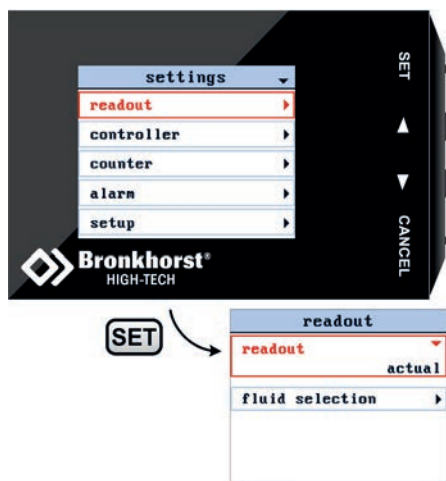 settings
readout
controller
counter
alarm
setup
SET
CANCEL
Bronkhorst®
HIGH-TECH
SET
readout
readout
actual
fluid selection